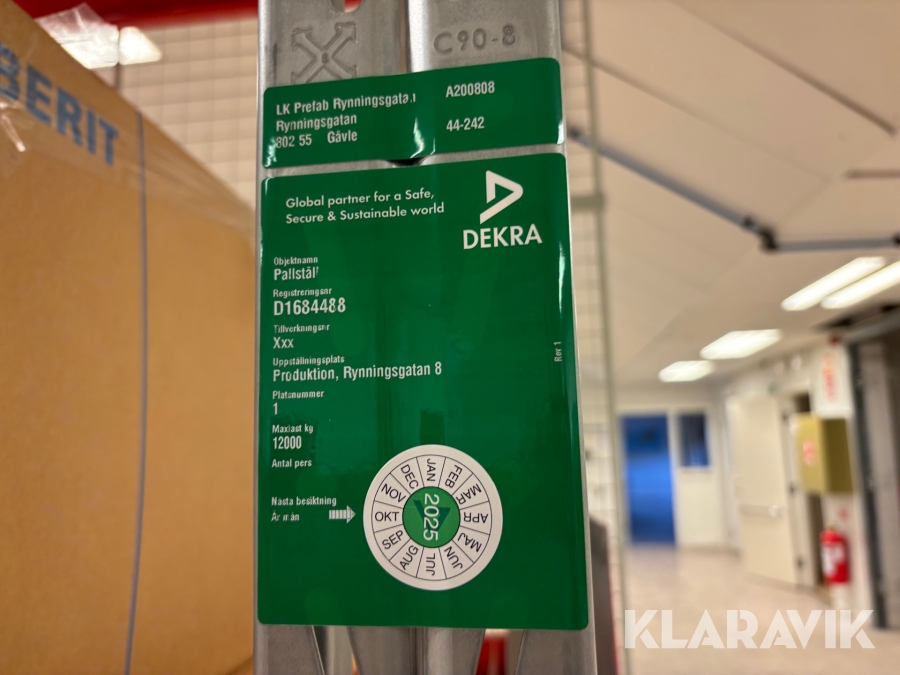 BERIT
C90-8
LK Prefab Rynningsgatan A200808
Rynningsgatan
802 55 Gävle 44-242
Global partner for a Safe,
Secure & Sustainable world
DEKRA
Objektnamn
Pallställ
Registreringsnr
D1684488
Tillverkningsnr
Xxx
Uppställningsplats
Produktion, Rynningsgatan 8
Platsnummer
1
Maxlast kg
12000
Antal pers
Rev 1
Nästa besiktning
År mån
JAN
FEB
MAR
APR
MAJ
JUN
JUL
AUG
SEP
OKT
NOV
DEC
2025
KLARAVIK